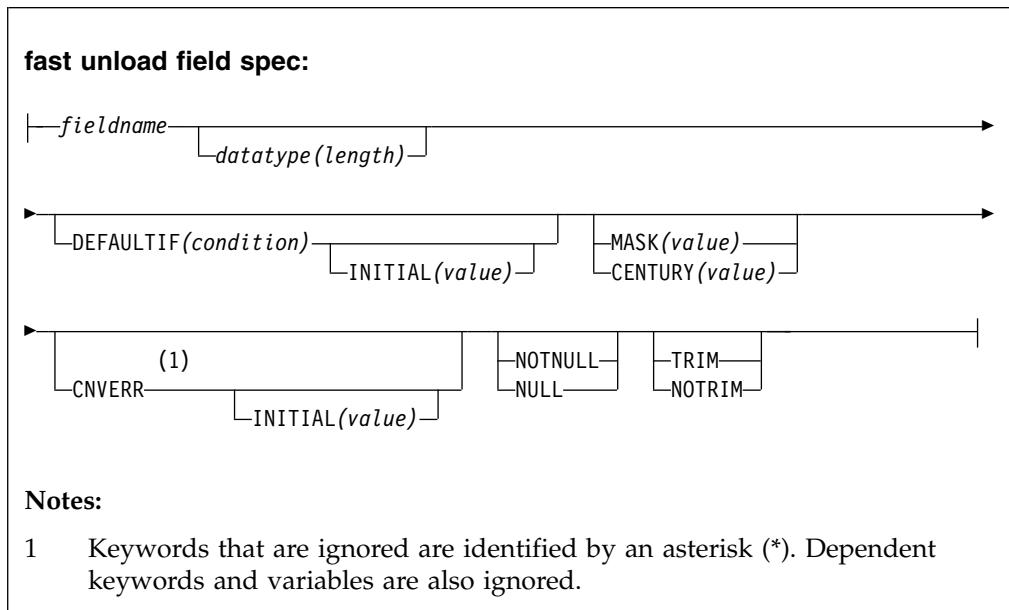 fast unload field spec:
fieldname
datatype(length)
DEFAULTIF(condition) MASK(value)
INITIAL(value) CENTURY(value)
(1) NOTNULL TRIM
CNVERR NULL NOTRIM
INITIAL(value)
Notes:
1 Keywords that are ignored are identified by an asterisk (*). Dependent
keywords and variables are also ignored.